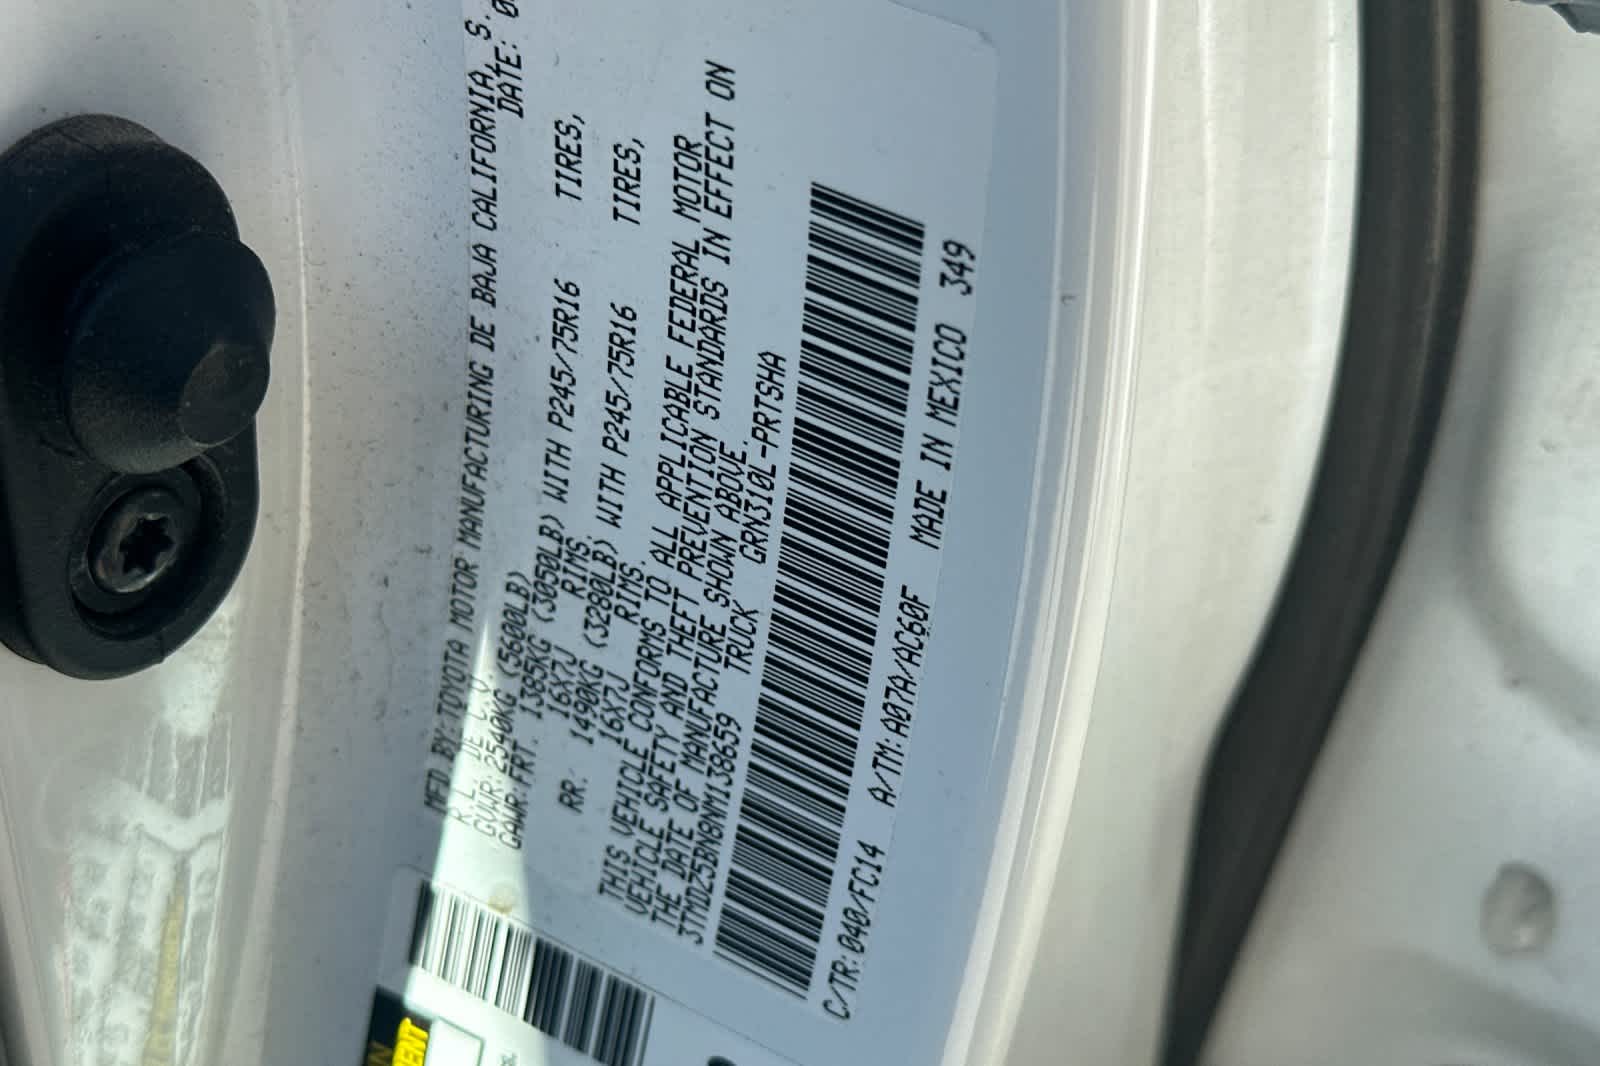 MFD BY: TOYOTA MOTOR MANUFACTURING DE BAJA CALIFORNIA, S.
R.L. DE C.V. DATE: 0
GVWR: 2540KG (5600LB)
GAWR: FRT. 1385KG (3050LB) WITH P245/75R16 TIRES,
16X7J RIMS.
RR. 1490KG (3280LB) WITH P245/75R16 TIRES,
16X7J RIMS.
THIS VEHICLE CONFORMS TO ALL APPLICABLE FEDERAL MOTOR
VEHICLE SAFETY AND THEFT PREVENTION STANDARDS IN EFFECT ON
THE DATE OF MANUFACTURE SHOWN ABOVE.
3TMDZ5BN8NM138659 TRUCK GRN310L-PRTSHA
C/TR: 040/FC14 A/TM: A07A/AC60F MADE IN MEXICO 349